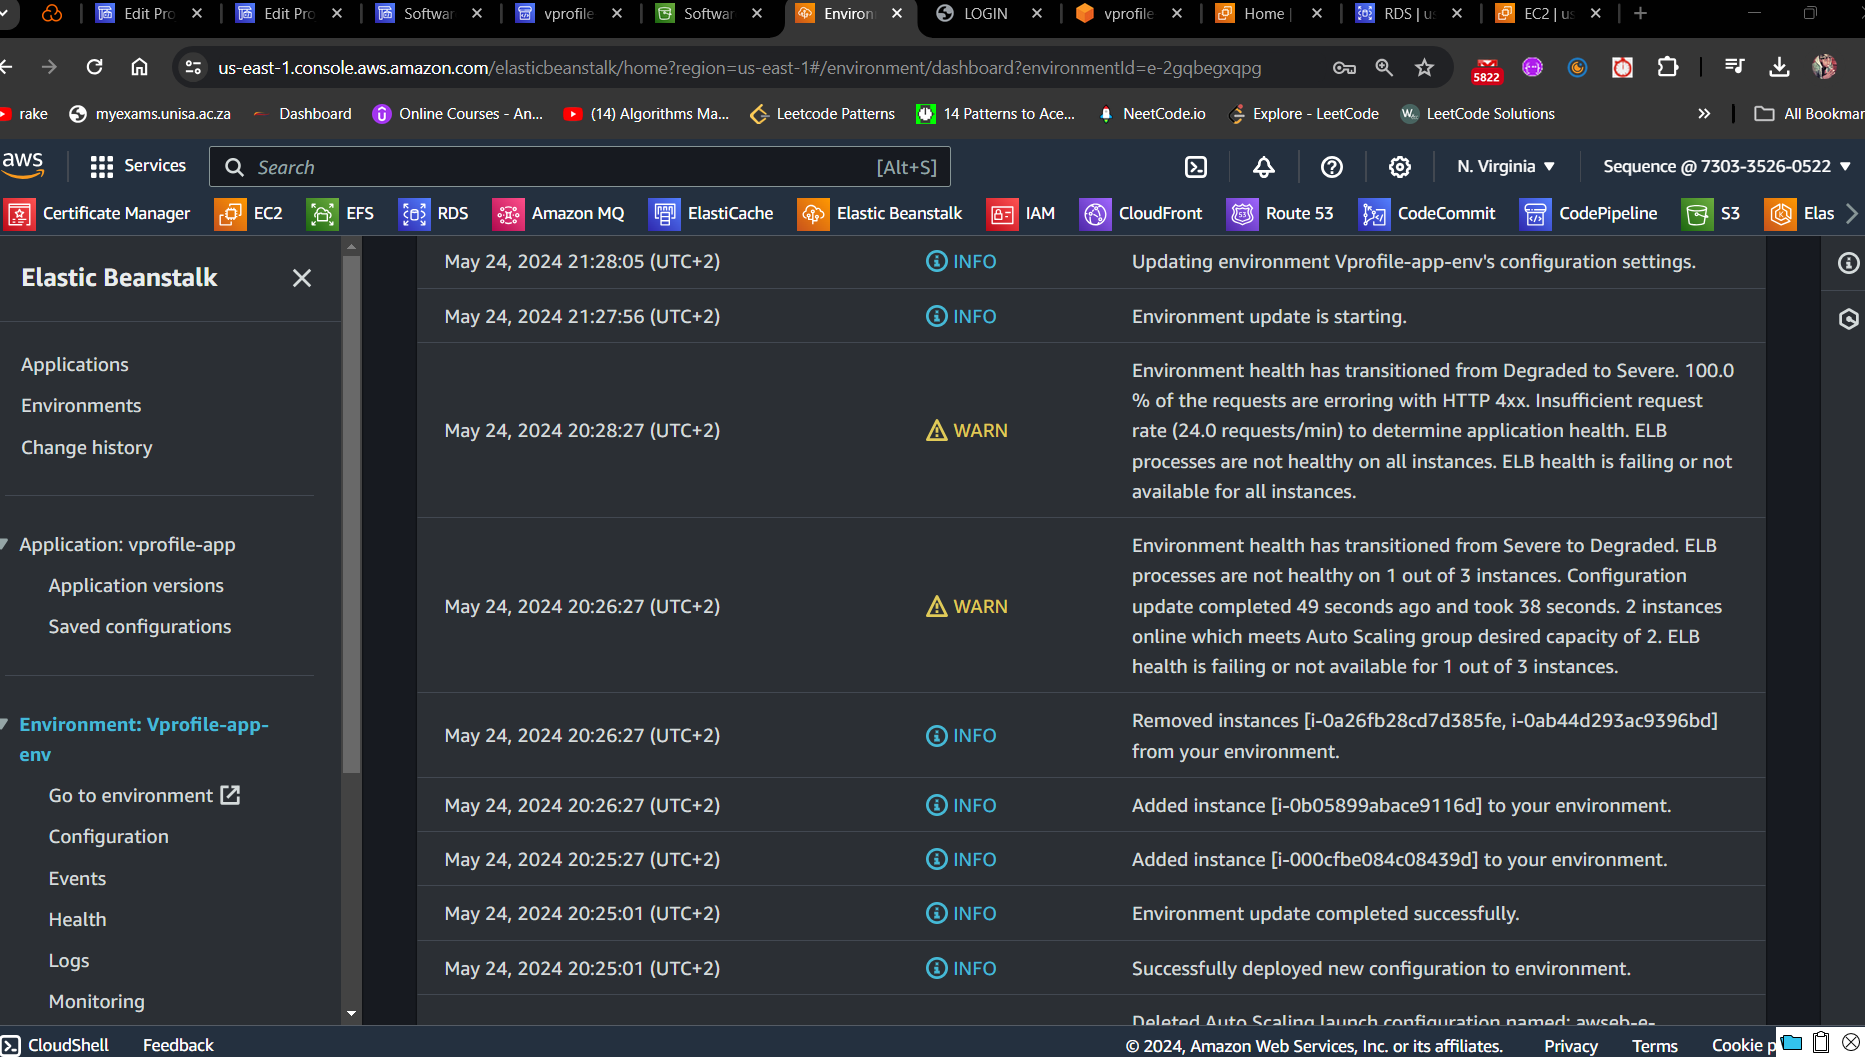 Edit Pro
Edit Pro
Softwar
vprofile
Softwar
Environ
LOGIN
vprofile
Home |
RDS | us
EC2 | us
us-east-1.console.aws.amazon.com/elasticbeanstalk/home?region=us-east-1#/environment/dashboard?environmentId=e-2gqbegxqpg
5822
rake
myexams.unisa.ac.za
Dashboard
Online Courses - An...
(14) Algorithms Ma...
Leetcode Patterns
14 Patterns to Ace...
NeetCode.io
Explore - LeetCode
LeetCode Solutions
All Bookmar
aws
Services
Search
[Alt+S]
N. Virginia
Sequence @ 7303-3526-0522
Certificate Manager
EC2
EFS
RDS
Amazon MQ
ElastiCache
Elastic Beanstalk
IAM
CloudFront
Route 53
CodeCommit
CodePipeline
S3
Elas
Elastic Beanstalk
Applications
Environments
Change history
Application: vprofile-app
Application versions
Saved configurations
Environment: Vprofile-app-
env
Go to environment
Configuration
Events
Health
Logs
Monitoring
May 24, 2024 21:28:05 (UTC+2)
INFO
Updating environment Vprofile-app-env's configuration settings.
May 24, 2024 21:27:56 (UTC+2)
INFO
Environment update is starting.
May 24, 2024 20:28:27 (UTC+2)
WARN
Environment health has transitioned from Degraded to Severe. 100.0
% of the requests are erroring with HTTP 4xx. Insufficient request
rate (24.0 requests/min) to determine application health. ELB
processes are not healthy on all instances. ELB health is failing or not
available for all instances.
May 24, 2024 20:26:27 (UTC+2)
WARN
Environment health has transitioned from Severe to Degraded. ELB
processes are not healthy on 1 out of 3 instances. Configuration
update completed 49 seconds ago and took 38 seconds. 2 instances
online which meets Auto Scaling group desired capacity of 2. ELB
health is failing or not available for 1 out of 3 instances.
May 24, 2024 20:26:27 (UTC+2)
INFO
Removed instances [i-0a26fb28cd7d385fe, i-0ab44d293ac9396bd]
from your environment.
May 24, 2024 20:26:27 (UTC+2)
INFO
Added instance [i-0b05899abace9116d] to your environment.
May 24, 2024 20:25:27 (UTC+2)
INFO
Added instance [i-000cfbe084c08439d] to your environment.
May 24, 2024 20:25:01 (UTC+2)
INFO
Environment update completed successfully.
May 24, 2024 20:25:01 (UTC+2)
INFO
Successfully deployed new configuration to environment.
Deleted Auto Scaling launch configuration named: awseb-e-
CloudShell
Feedback
© 2024, Amazon Web Services, Inc. or its affiliates.
Privacy
Terms
Cookie p